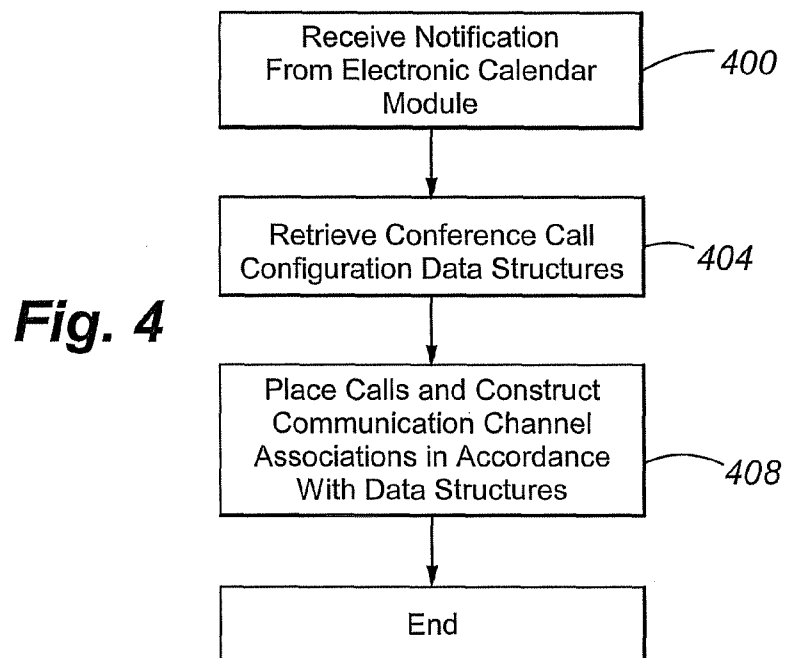 Receive Notification
From Electronic Calendar
Module
400
Retrieve Conference Call
Configuration Data Structures
404
Fig. 4
Place Calls and Construct
Communication Channel
Associations in Accordance
With Data Structures
408
End